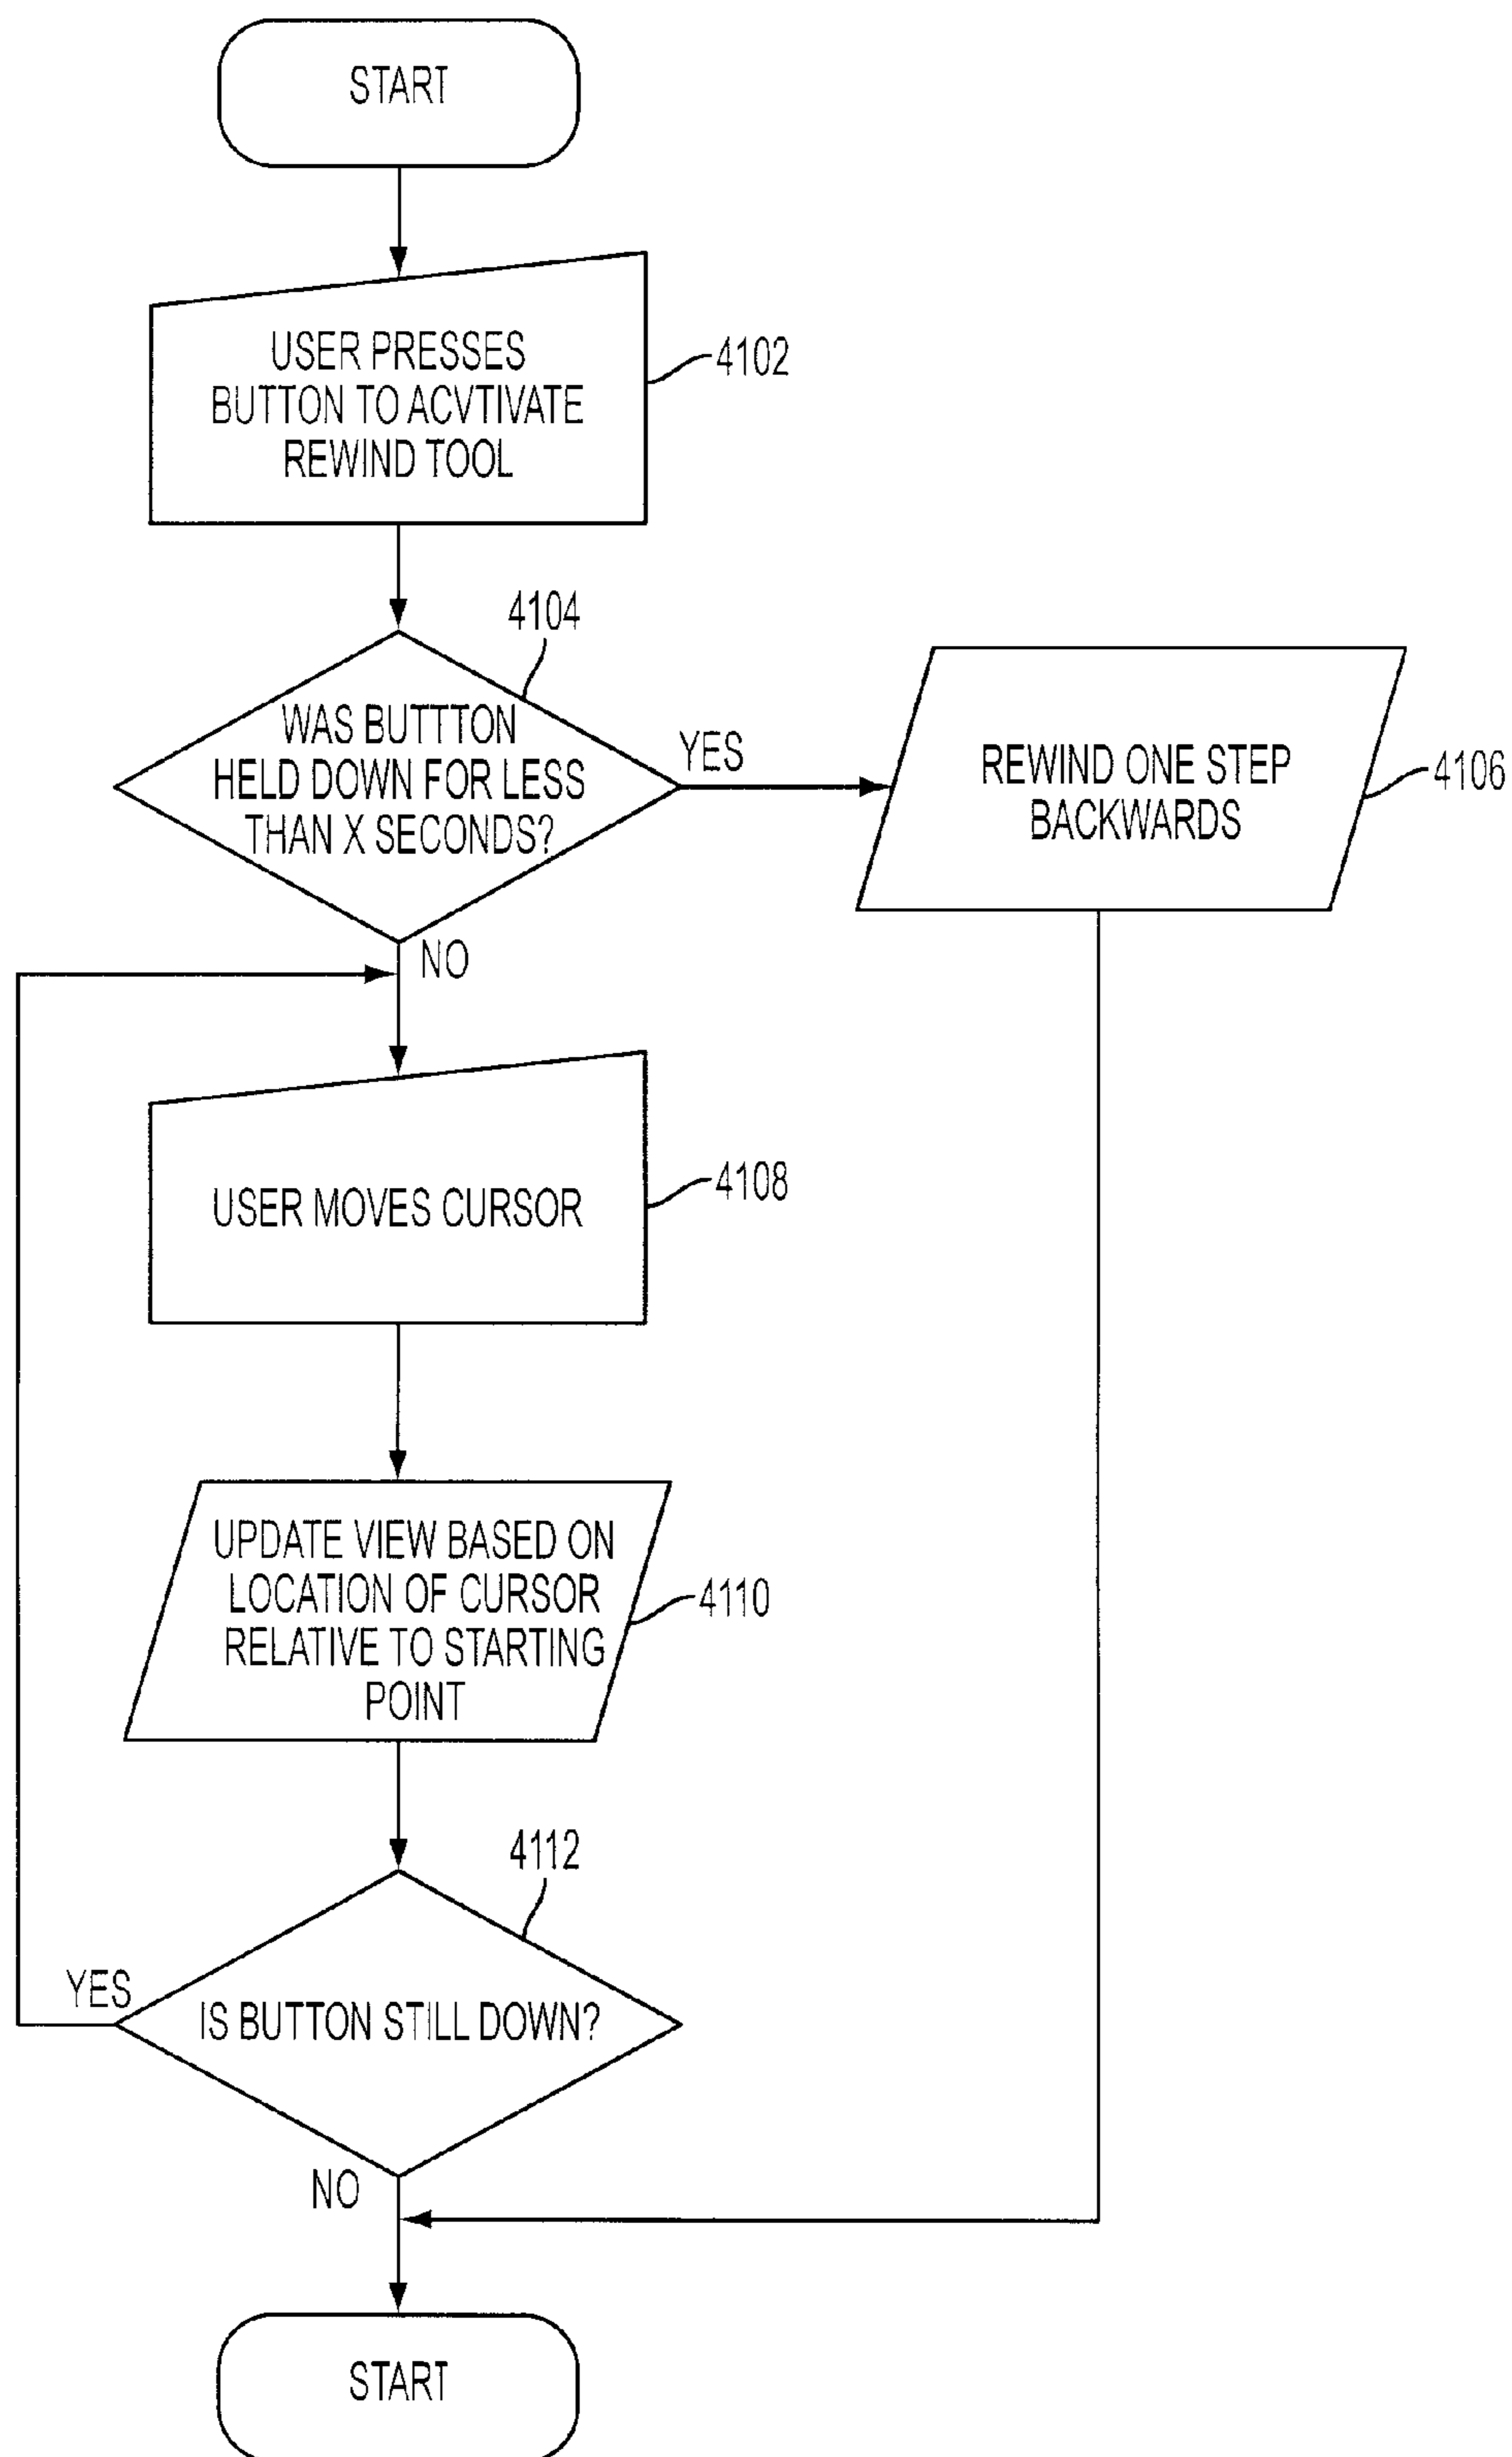 START
USER PRESSES
BUTTON TO ACVTIVATE
REWIND TOOL
4102
4104
WAS BUTTTON
HELD DOWN FOR LESS
THAN X SECONDS?
YES
REWIND ONE STEP
BACKWARDS
4106
NO
USER MOVES CURSOR
4108
UPDATE VIEW BASED ON
LOCATION OF CURSOR
RELATIVE TO STARTING
POINT
4110
4112
YES
IS BUTTON STILL DOWN?
NO
START